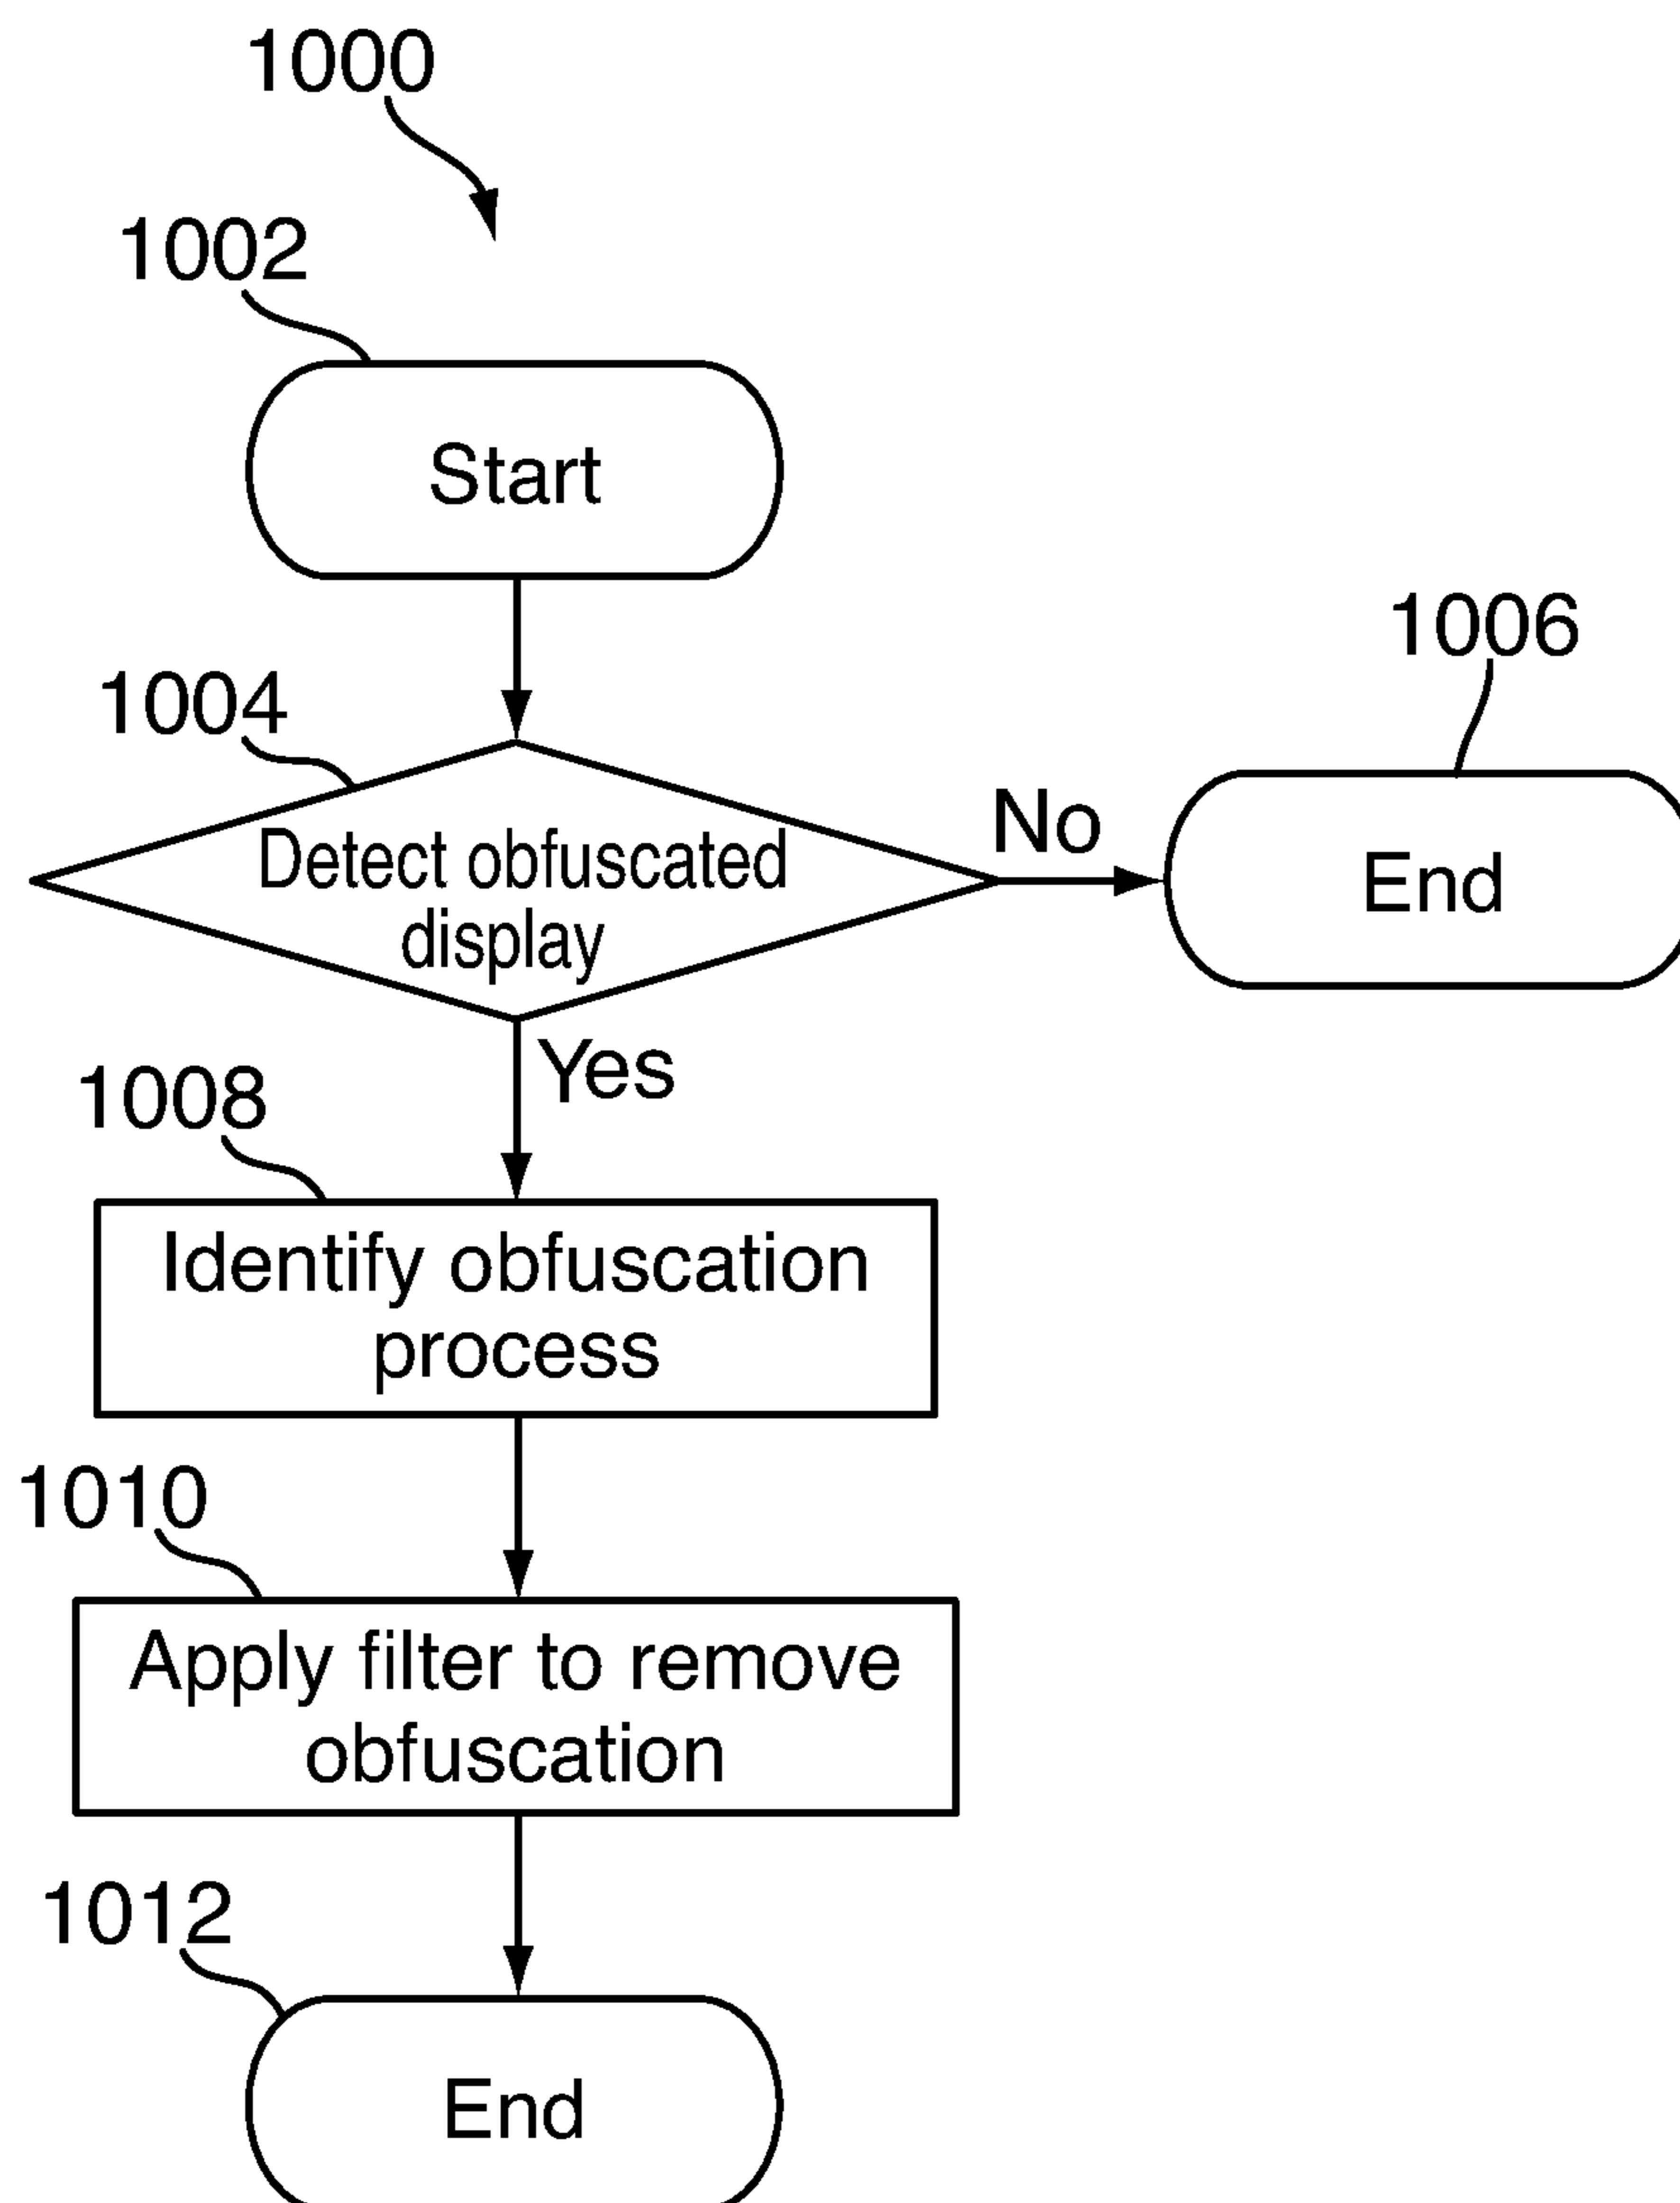 1000
1002
Start
1004
Detect obfuscated
display
No
1006
End
Yes
1008
Identify obfuscation
process
1010
Apply filter to remove
obfuscation
1012
End